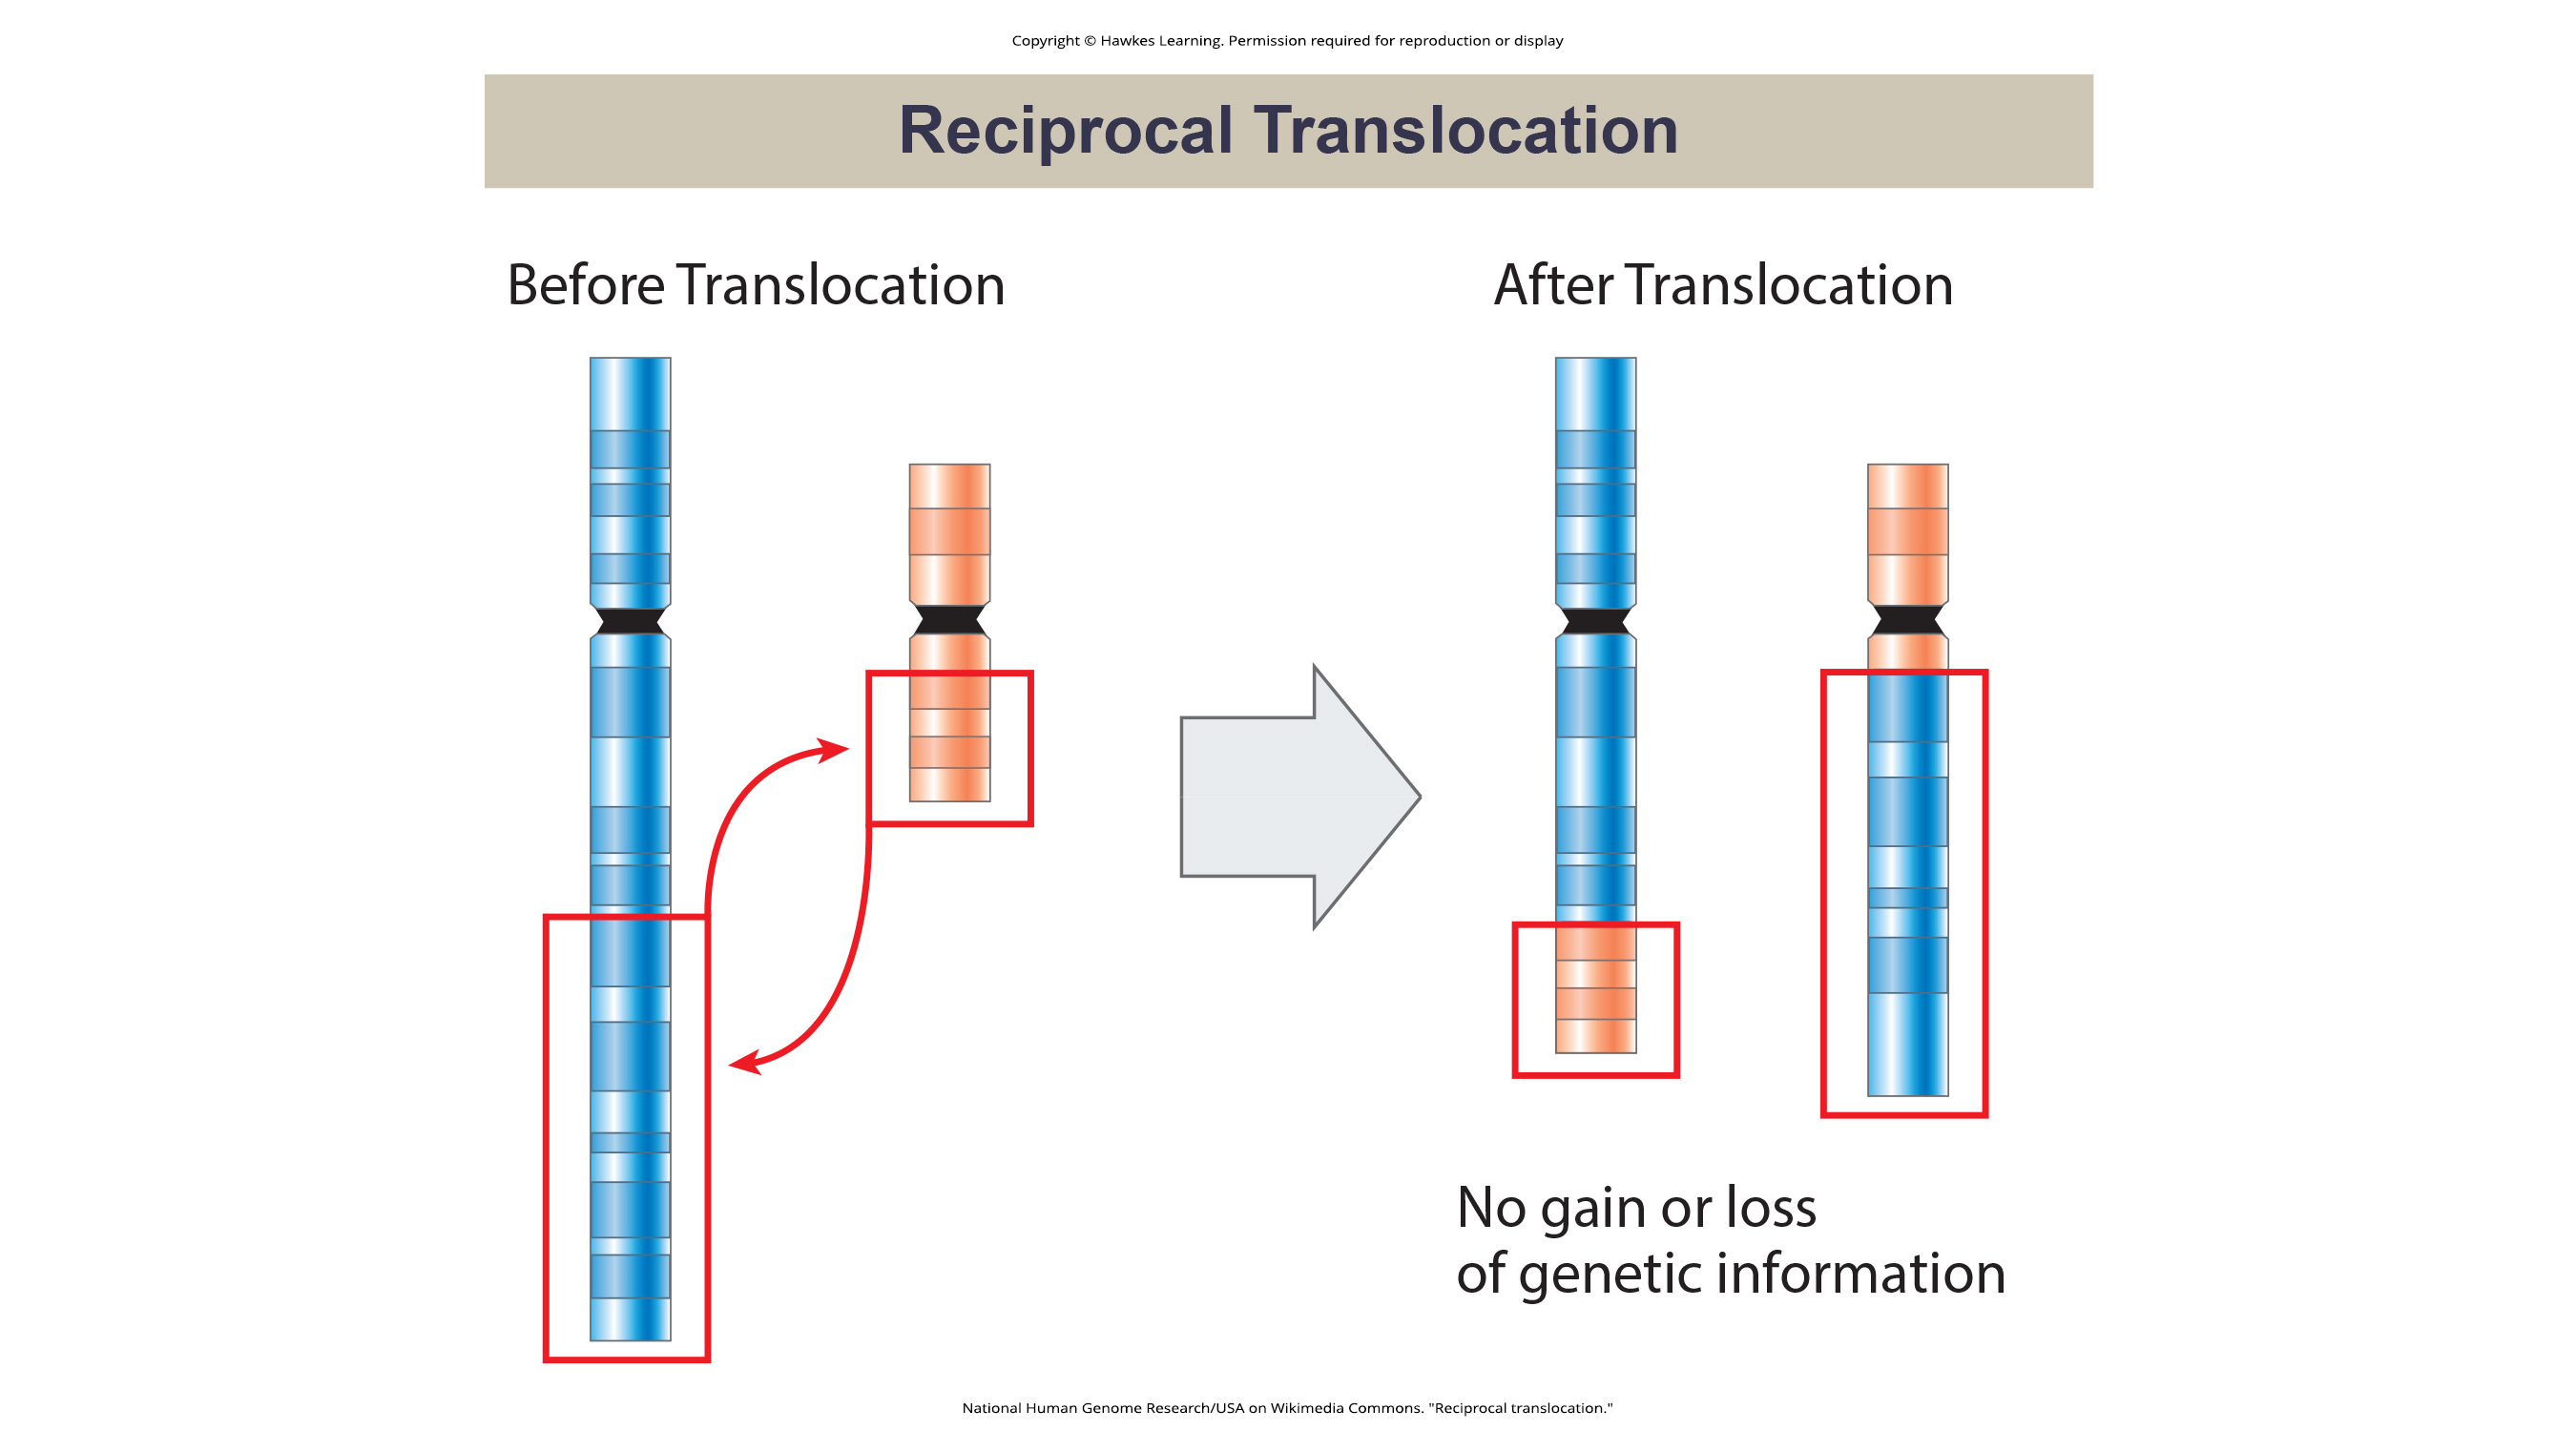 Copyright © Hawkes Learning. Permission required for reproduction or display
Reciprocal Translocation
Before Translocation
After Translocation
No gain or loss
of genetic information
National Human Genome Research/USA on Wikimedia Commons. "Reciprocal translocation."